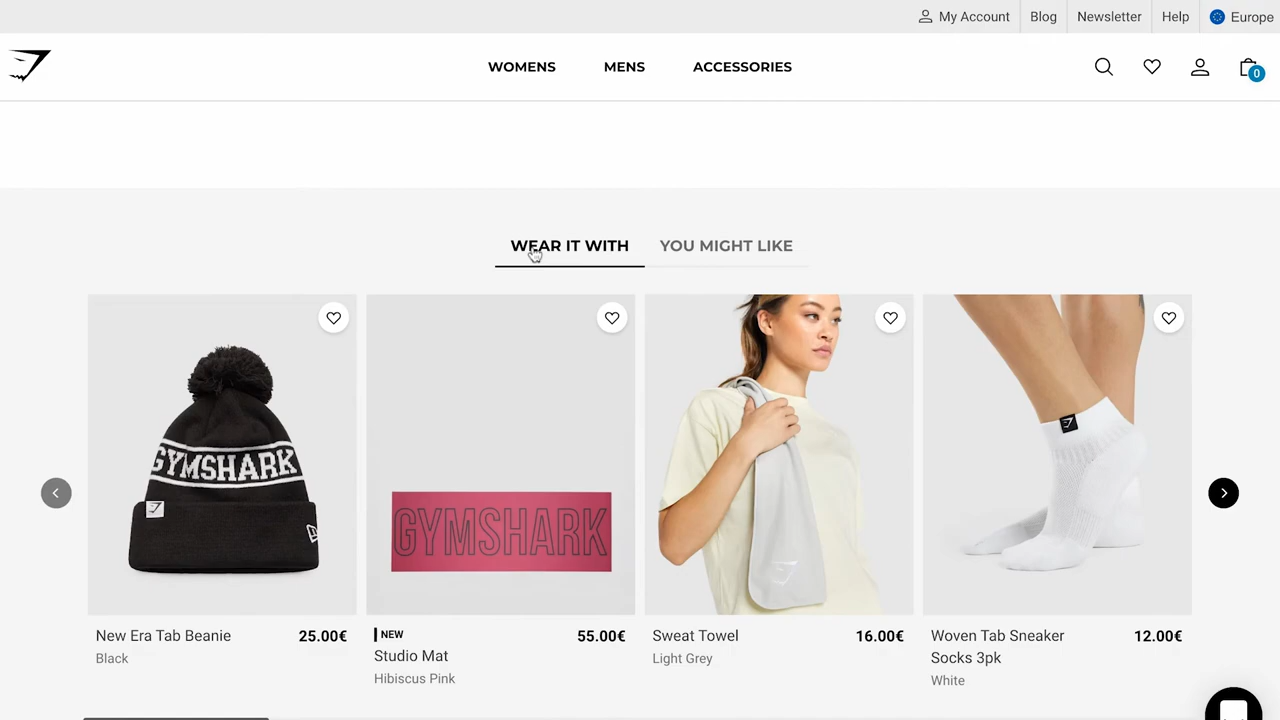 My Account
Blog
Newsletter
Help
Europe
WOMENS
MENS
ACCESSORIES
0
WEAR IT WITH
YOU MIGHT LIKE
GYMSHARK
GYMSHARK
New Era Tab Beanie
25.00€
Black
NEW
55.00€
Studio Mat
Hibiscus Pink
Sweat Towel
16.00€
Light Grey
Woven Tab Sneaker
12.00€
Socks 3pk
White